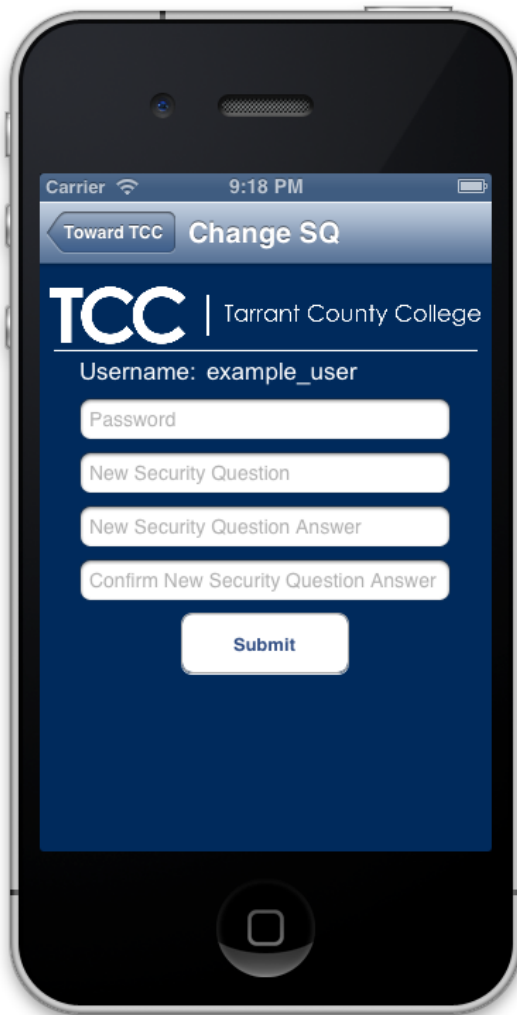 Carrier 9:18 PM
Toward TCC Change SQ
TCC | Tarrant County College
Username: example_user
Password
New Security Question
New Security Question Answer
Confirm New Security Question Answer
Submit